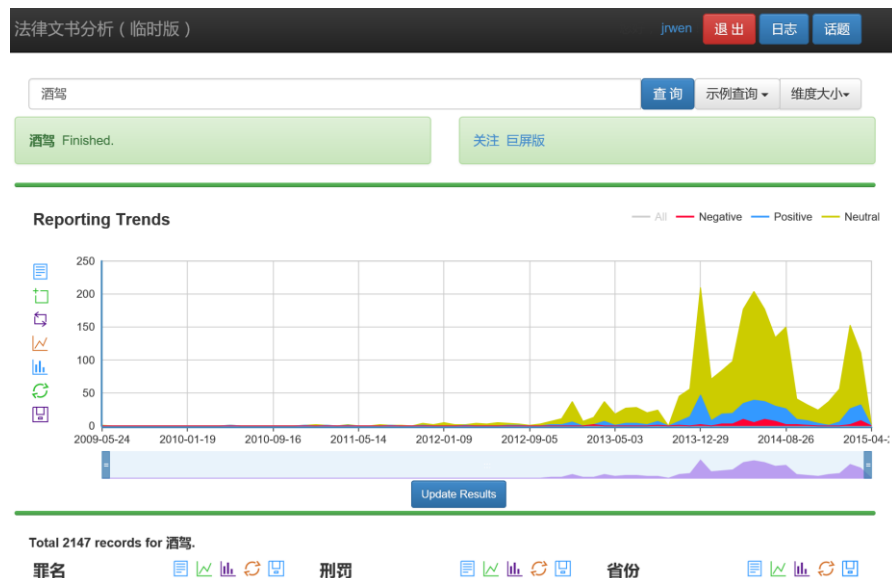 法律文书分析（临时版）
jrwen 退 出 日志 话题
酒驾 查 询 示例查询 维度大小
酒驾 Finished. 关注 巨屏版
Reporting Trends
All Negative Positive Neutral
250
200
150
100
50
0
2009-05-24 2010-01-19 2010-09-16 2011-05-14 2012-01-09 2012-09-05 2013-05-03 2013-12-29 2014-08-26 2015-04-
Update Results
Total 2147 records for 酒驾.
罪名 刑罚 省份